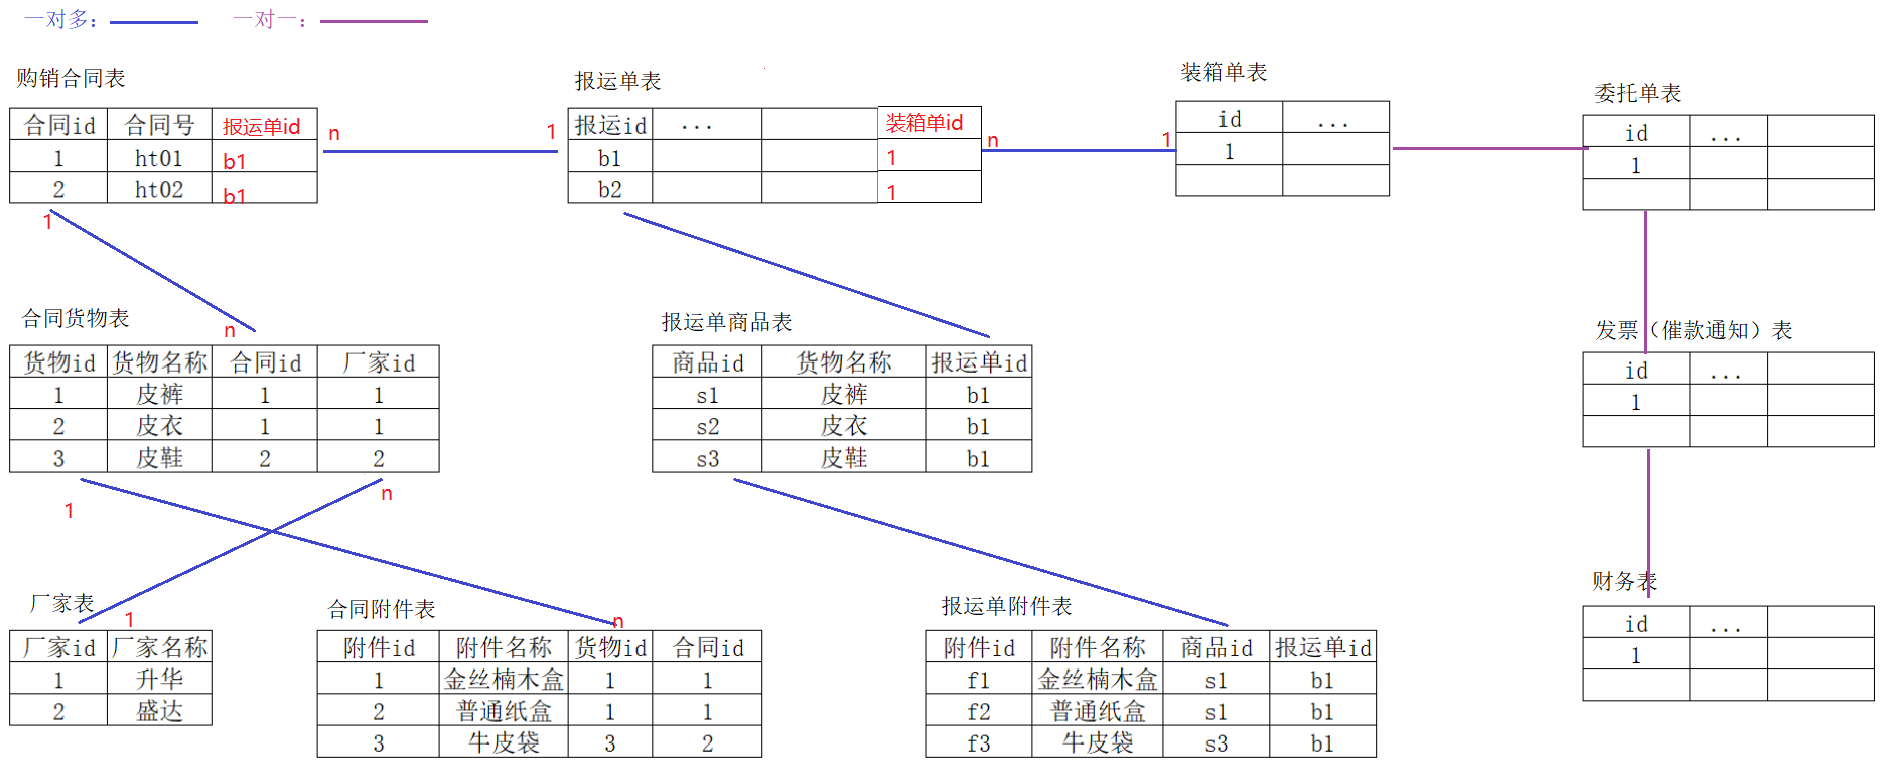 一对多: 一对一:
购销合同表
合同id 合同号 报运单id
1 ht01 b1
2 ht02 b1
n 1
报运单表
报运id ... 装箱单id
b1 1
b2 1
n 1
装箱单表
id ...
1
委托单表
id ...
1
1
n
合同货物表
货物id 货物名称 合同id 厂家id
1 皮裤 1 1
2 皮衣 1 1
3 皮鞋 2 2
报运单商品表
商品id 货物名称 报运单id
s1 皮裤 b1
s2 皮衣 b1
s3 皮鞋 b1
发票（催款通知）表
id ...
1
1 n
1 n
厂家表
厂家id 厂家名称
1 升华
2 盛达
合同附件表
附件id 附件名称 货物id 合同id
1 金丝楠木盒 1 1
2 普通纸盒 1 1
3 牛皮袋 3 2
报运单附件表
附件id 附件名称 商品id 报运单id
f1 金丝楠木盒 s1 b1
f2 普通纸盒 s1 b1
f3 牛皮袋 s3 b1
财务表
id ...
1